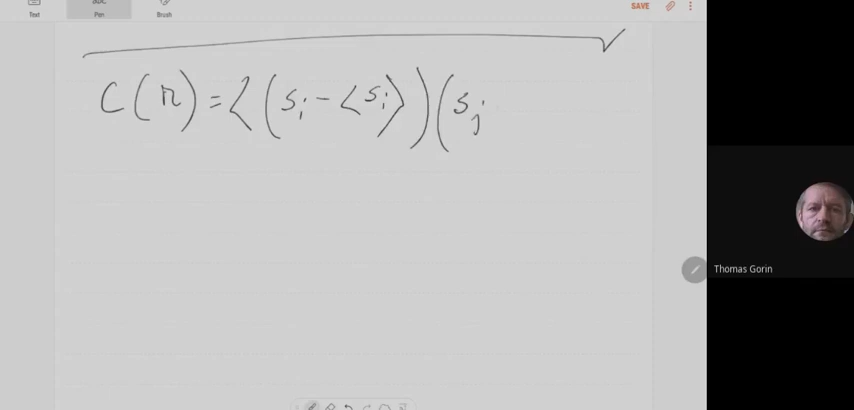 SAVE
Text
Pen
Brush
C(r) = ⟨(s_i - ⟨s_i⟩)(s_j
Thomas Gorin